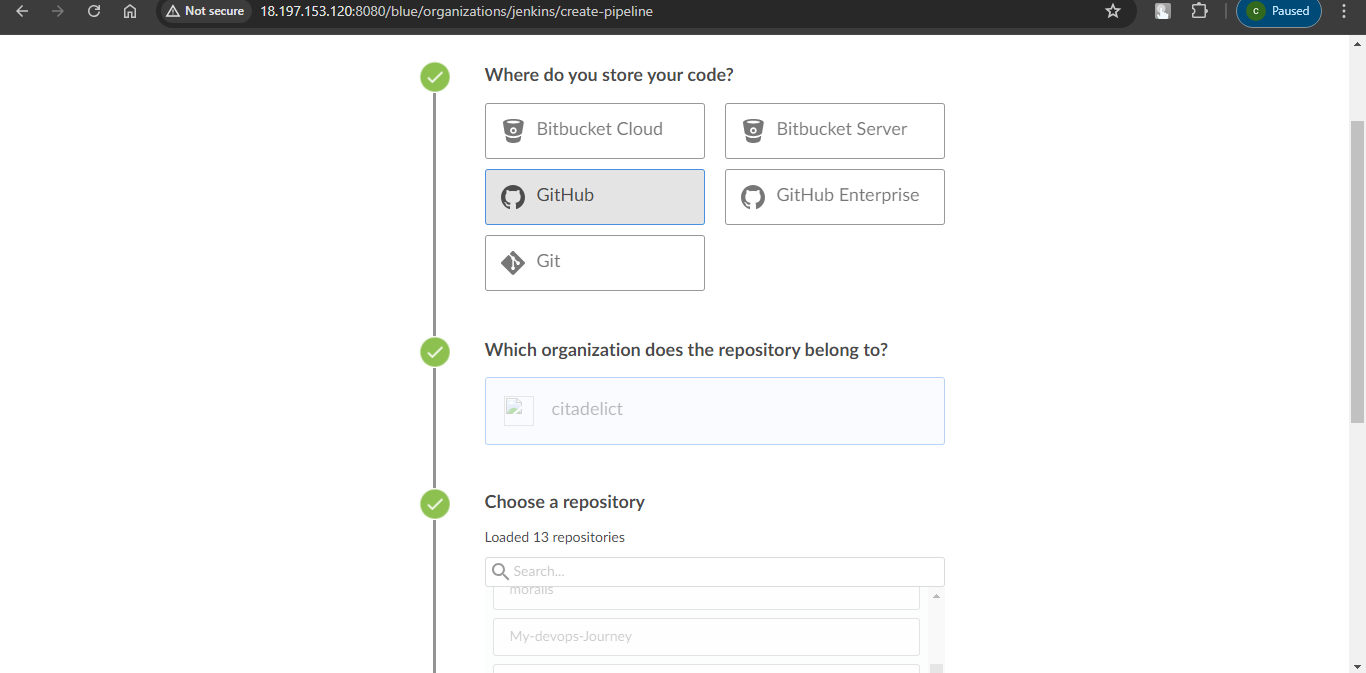 Not secure
18.197.153.120:8080/blue/organizations/jenkins/create-pipeline
c
Paused
Where do you store your code?
Bitbucket Cloud
Bitbucket Server
GitHub
GitHub Enterprise
Git
Which organization does the repository belong to?
citadelict
Choose a repository
Loaded 13 repositories
Search...
moralis
My-devops-Journey